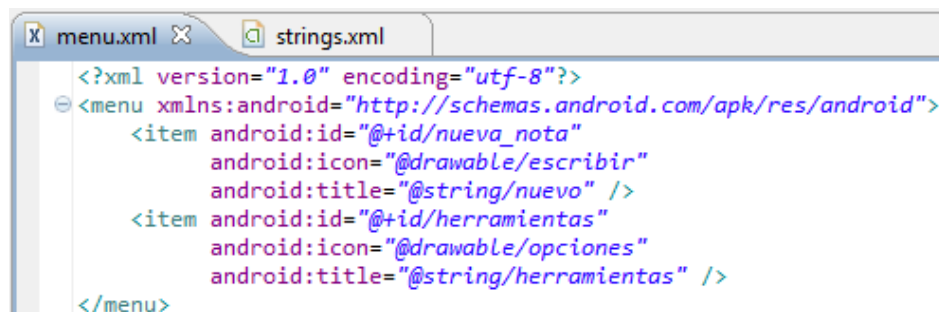 menu.xml strings.xml
<?xml version="1.0" encoding="utf-8"?>
<menu xmlns:android="http://schemas.android.com/apk/res/android">
<item android:id="@+id/nueva_nota"
android:icon="@drawable/escribir"
android:title="@string/nuevo" />
<item android:id="@+id/herramientas"
android:icon="@drawable/opciones"
android:title="@string/herramientas" />
</menu>